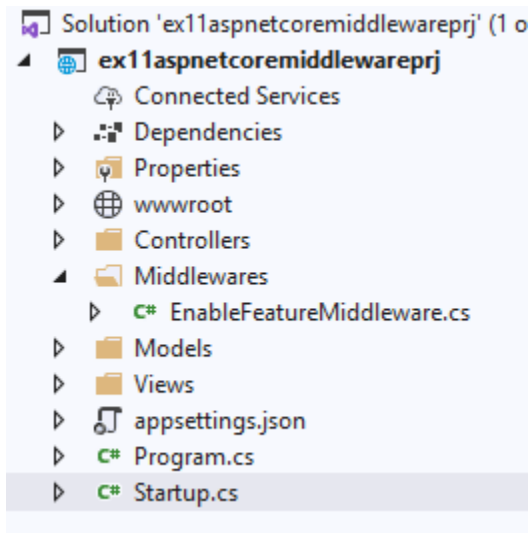 Solution 'ex11aspnetcoremiddlewareprj' (1 o
ex11aspnetcoremiddlewareprj
Connected Services
Dependencies
Properties
wwwroot
Controllers
Middlewares
C# EnableFeatureMiddleware.cs
Models
Views
appsettings.json
C# Program.cs
C# Startup.cs